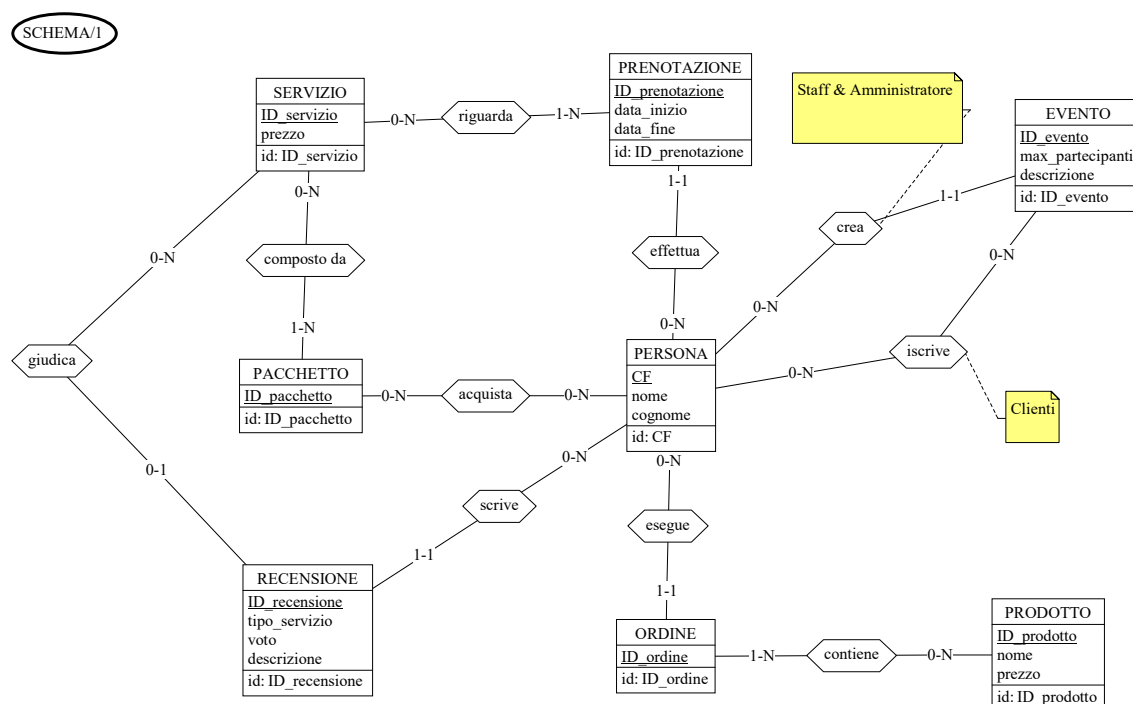 SCHEMA/1
SERVIZIO
ID_servizio
prezzo
id: ID_servizio
0-N
riguarda
1-N
PRENOTAZIONE
ID_prenotazione
data_inizio
data_fine
id: ID_prenotazione
Staff & Amministratore
EVENTO
ID_evento
max_partecipanti
descrizione
id: ID_evento
0-N
composto da
1-N
1-1
effettua
0-N
1-1
crea
0-N
0-N
giudica
0-1
PACCHETTO
ID_pacchetto
id: ID_pacchetto
0-N
acquista
0-N
PERSONA
CF
nome
cognome
id: CF
0-N
iscrive
0-N
Clienti
0-N
scrive
1-1
0-N
esegue
1-1
RECENSIONE
ID_recensione
tipo_servizio
voto
descrizione
id: ID_recensione
ORDINE
ID_ordine
id: ID_ordine
1-N
contiene
0-N
PRODOTTO
ID_prodotto
nome
prezzo
id: ID_prodotto